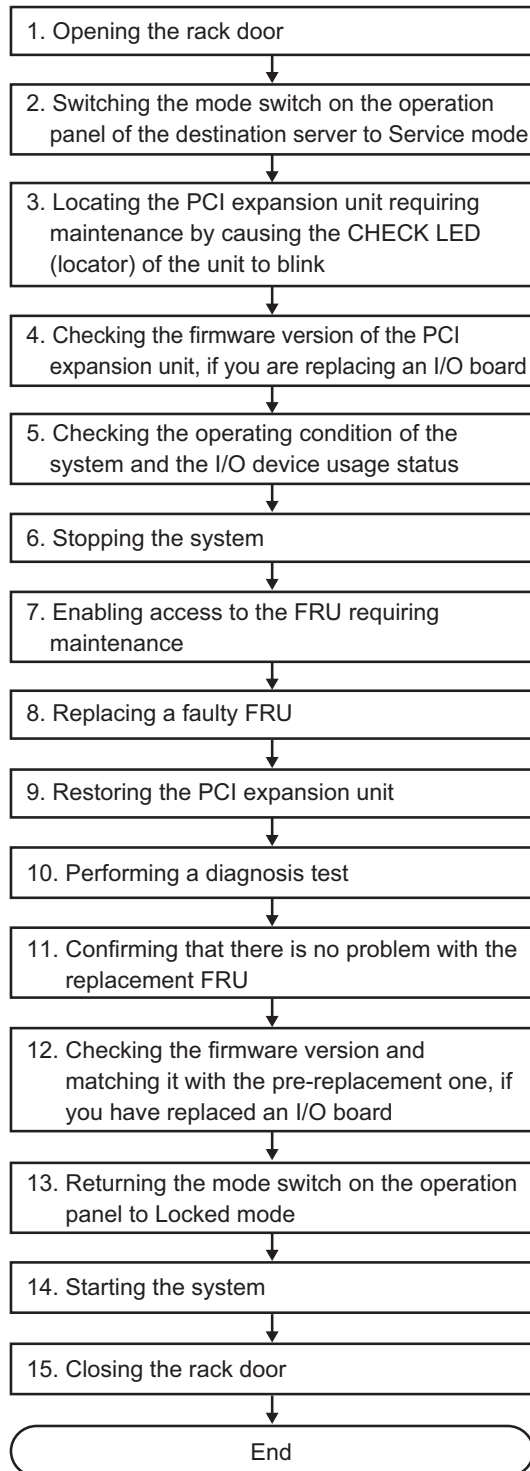 1. Opening the rack door
2. Switching the mode switch on the operation
panel of the destination server to Service mode
3. Locating the PCI expansion unit requiring
maintenance by causing the CHECK LED
(locator) of the unit to blink
4. Checking the firmware version of the PCI
expansion unit, if you are replacing an I/O board
5. Checking the operating condition of the
system and the I/O device usage status
6. Stopping the system
7. Enabling access to the FRU requiring
maintenance
8. Replacing a faulty FRU
9. Restoring the PCI expansion unit
10. Performing a diagnosis test
11. Confirming that there is no problem with the
replacement FRU
12. Checking the firmware version and
matching it with the pre-replacement one, if
you have replaced an I/O board
13. Returning the mode switch on the operation
panel to Locked mode
14. Starting the system
15. Closing the rack door
End